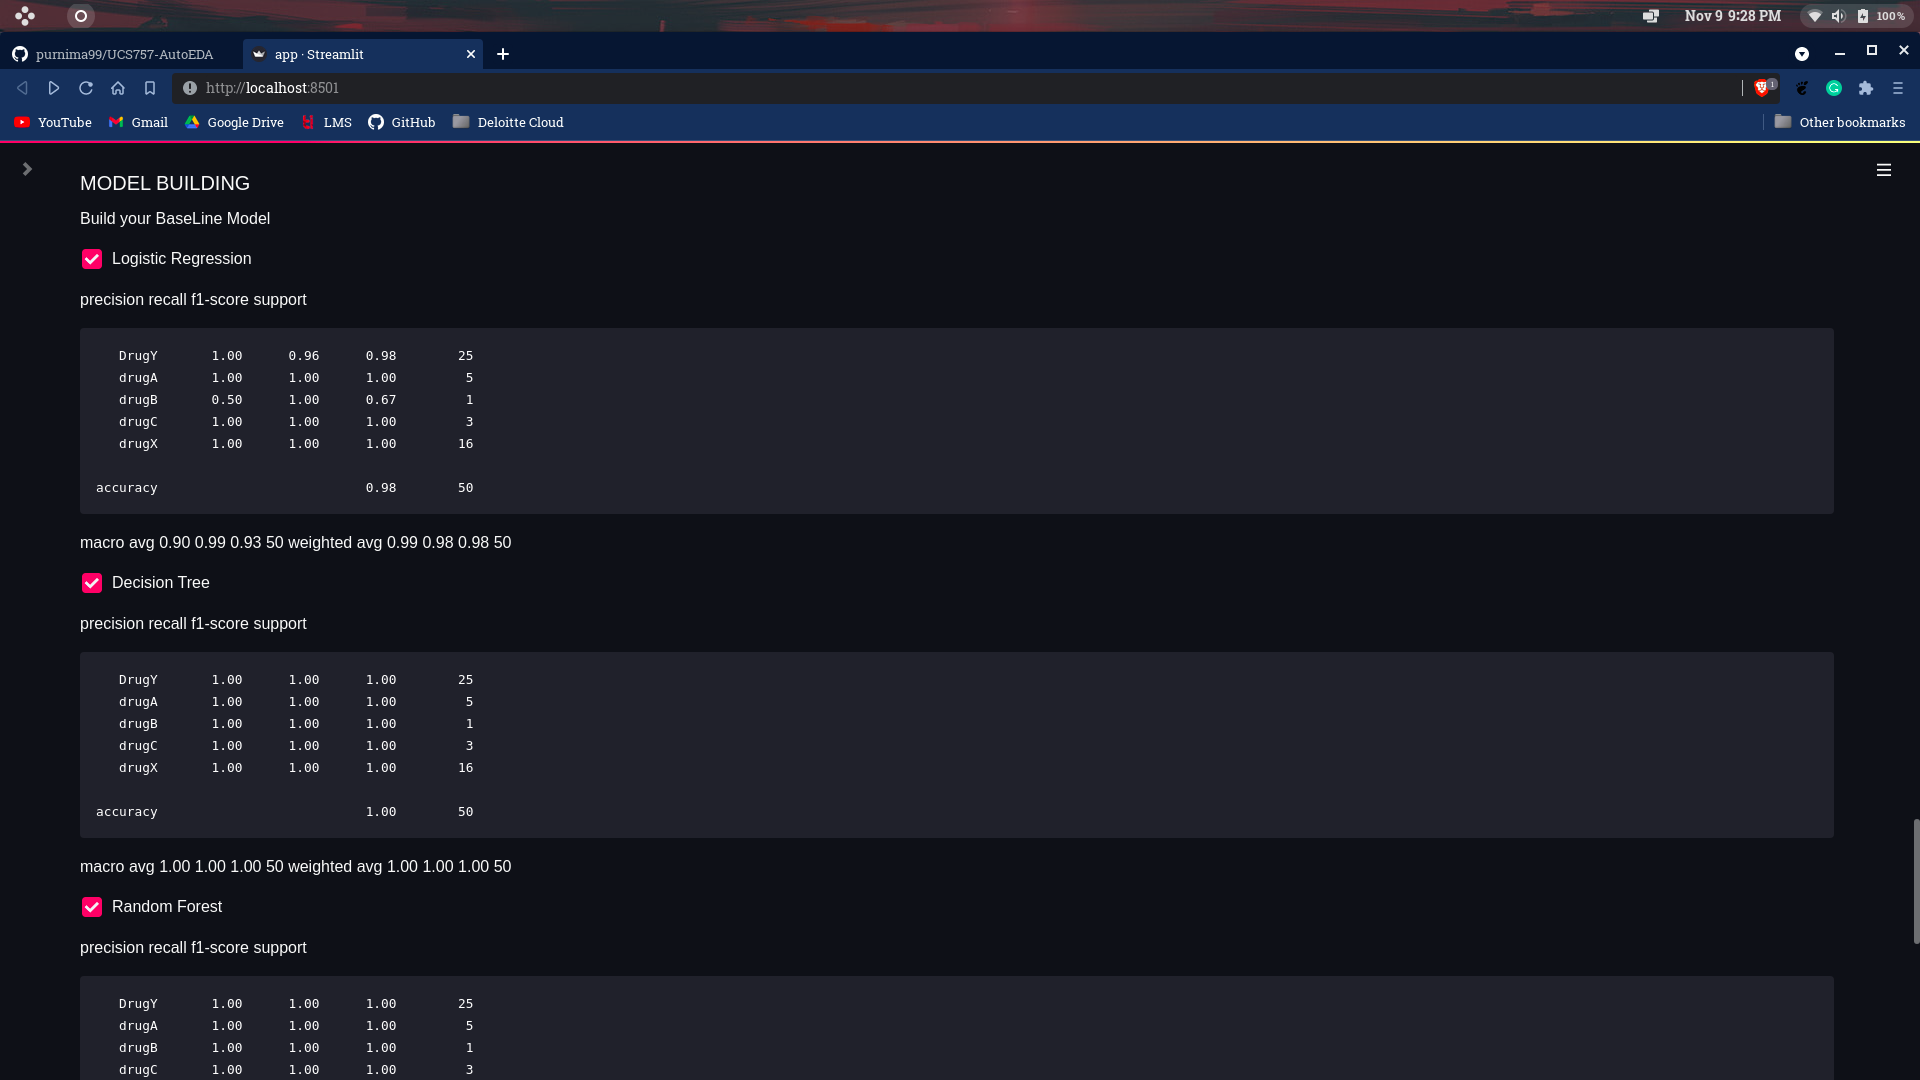 Nov 9 9:28 PM
100%
purnima99/UCS757-AutoEDA
app · Streamlit
http://localhost:8501
1
YouTube Gmail Google Drive LMS GitHub Deloitte Cloud Other bookmarks
MODEL BUILDING
Build your BaseLine Model
Logistic Regression
precision recall f1-score support
DrugY 1.00 0.96 0.98 25
drugA 1.00 1.00 1.00 5
drugB 0.50 1.00 0.67 1
drugC 1.00 1.00 1.00 3
drugX 1.00 1.00 1.00 16
accuracy 0.98 50
macro avg 0.90 0.99 0.93 50 weighted avg 0.99 0.98 0.98 50
Decision Tree
precision recall f1-score support
DrugY 1.00 1.00 1.00 25
drugA 1.00 1.00 1.00 5
drugB 1.00 1.00 1.00 1
drugC 1.00 1.00 1.00 3
drugX 1.00 1.00 1.00 16
accuracy 1.00 50
macro avg 1.00 1.00 1.00 50 weighted avg 1.00 1.00 1.00 50
Random Forest
precision recall f1-score support
DrugY 1.00 1.00 1.00 25
drugA 1.00 1.00 1.00 5
drugB 1.00 1.00 1.00 1
drugC 1.00 1.00 1.00 3